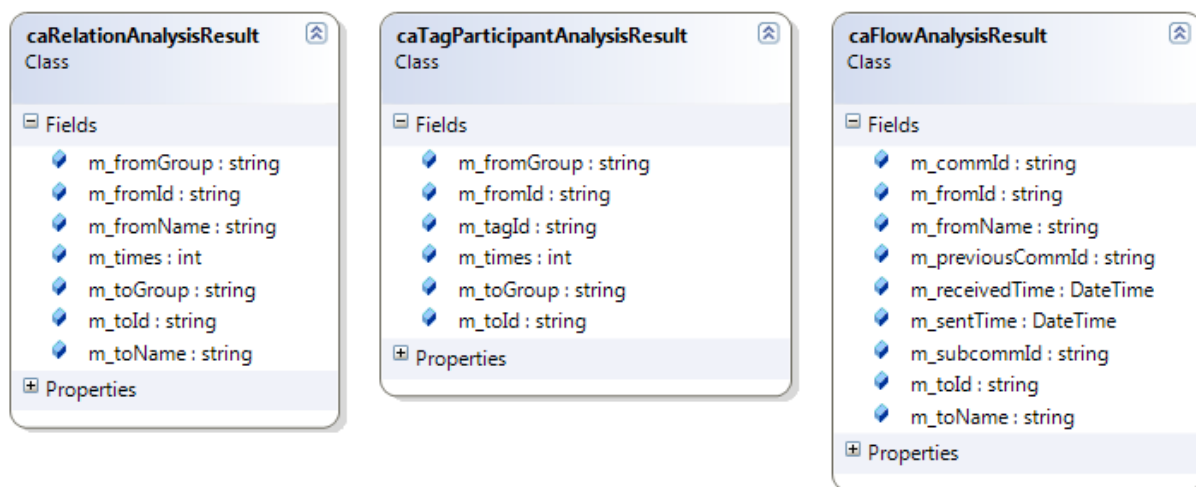 caRelationAnalysisResult
Class
Fields
m_fromGroup : string
m_fromId : string
m_fromName : string
m_times : int
m_toGroup : string
m_toId : string
m_toName : string
Properties
caTagParticipantAnalysisResult
Class
Fields
m_fromGroup : string
m_fromId : string
m_tagId : string
m_times : int
m_toGroup : string
m_toId : string
Properties
caFlowAnalysisResult
Class
Fields
m_commId : string
m_fromId : string
m_fromName : string
m_previousCommId : string
m_receivedTime : DateTime
m_sentTime : DateTime
m_subcommId : string
m_toId : string
m_toName : string
Properties